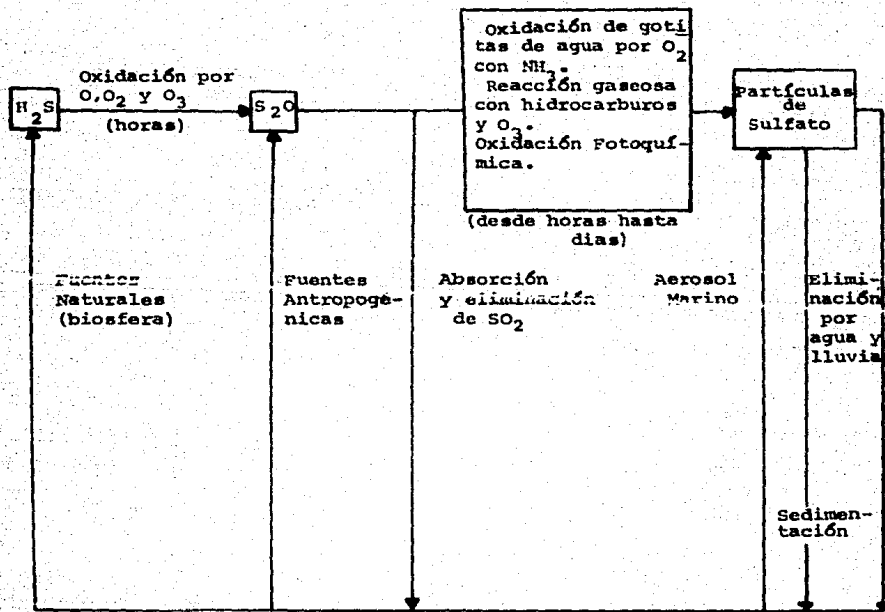 Oxidación por
O,O2 y O3
H2S
(horas)
S2O
Oxidación de goti
tas de agua por O2
con NH3.
Reacción gaseosa
con hidrocarburos
y O3.
Oxidación Fotoquí-
mica.
(desde horas hasta
dias)
Partículas
de
Sulfato
Fuentes
Naturales
(biosfera)
Fuentes
Antropogé-
nicas
Absorción
y eliminación
de SO2
Aerosol
Marino
Elimi-
nación
por
agua y
lluvia
Sedimen-
tación